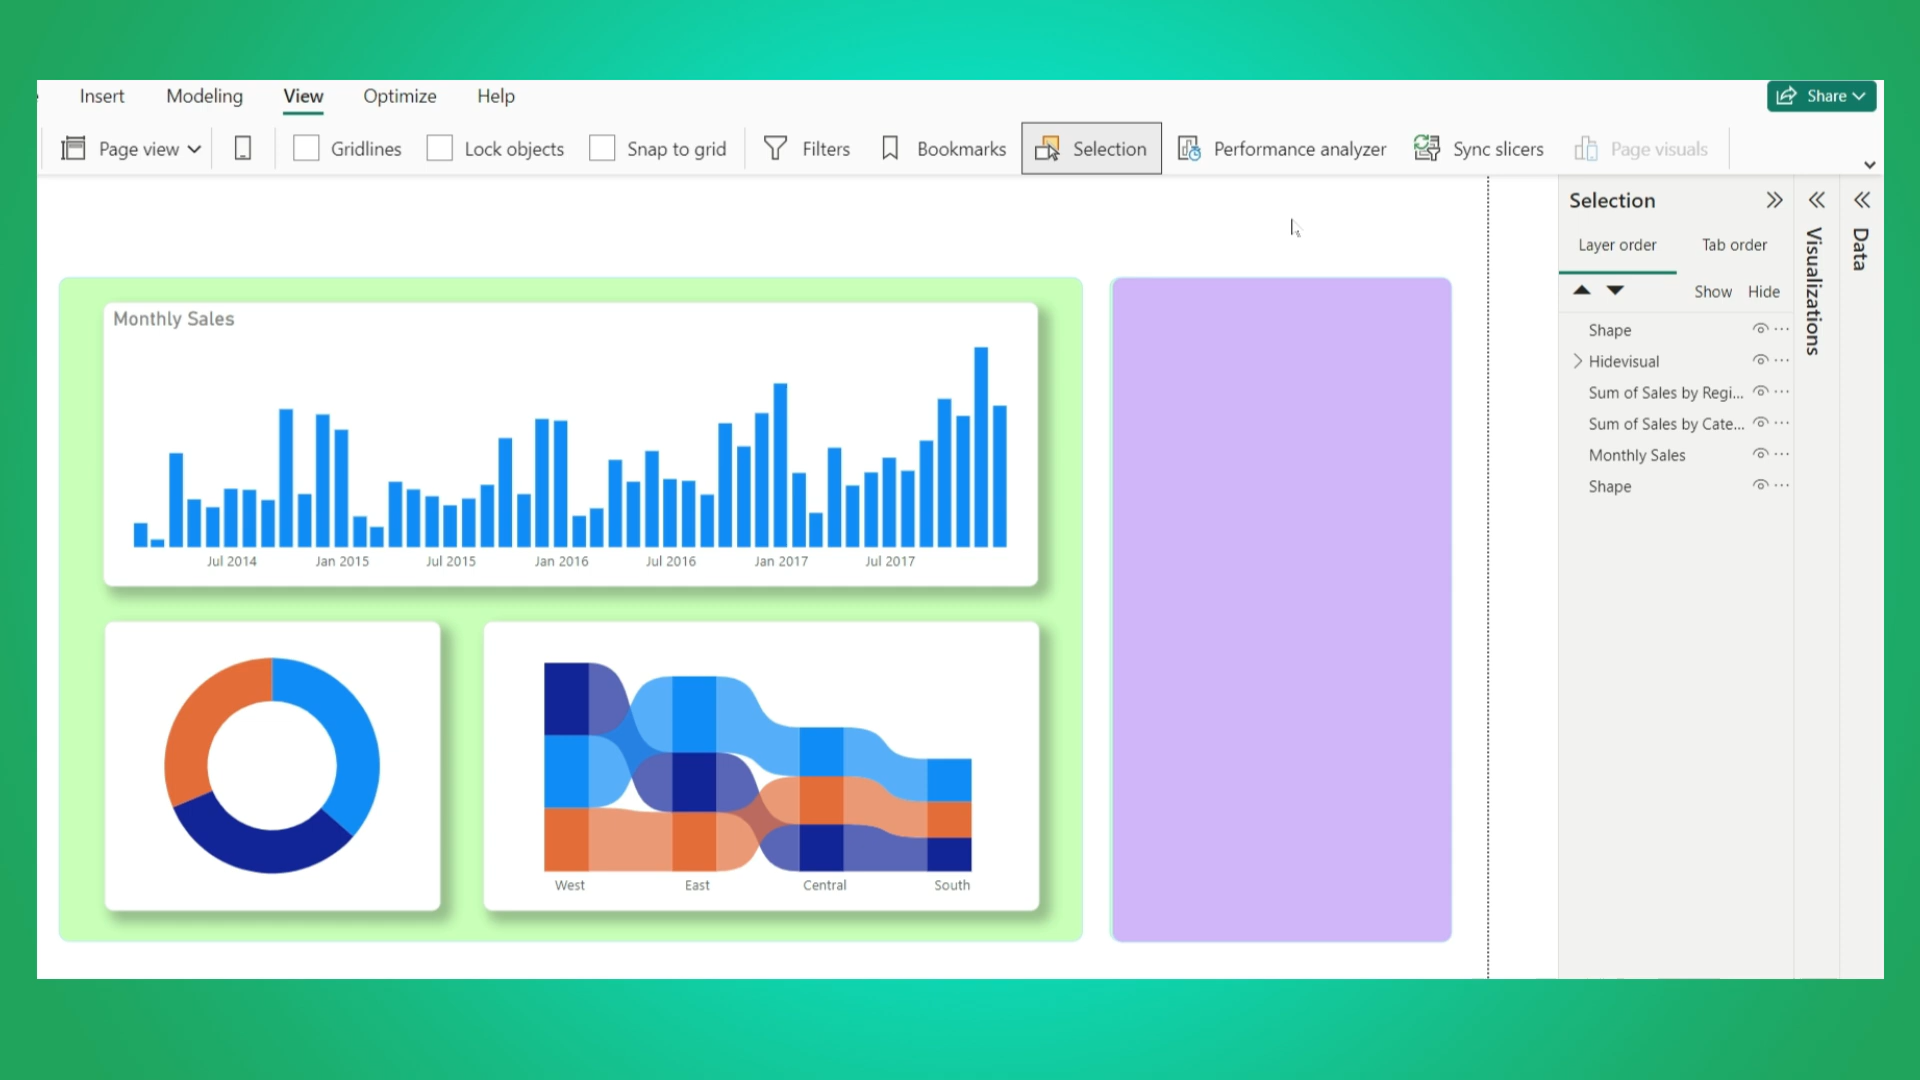 Insert Modeling View Optimize Help Share
Page view Gridlines Lock objects Snap to grid Filters Bookmarks Selection Performance analyzer Sync slicers Page visuals
Selection
Layer order Tab order
Show Hide
Shape
Hidevisual
Sum of Sales by Regi...
Sum of Sales by Cate...
Monthly Sales
Shape
Visualizations
Data
Monthly Sales
Jul 2014 Jan 2015 Jul 2015 Jan 2016 Jul 2016 Jan 2017 Jul 2017
West East Central South